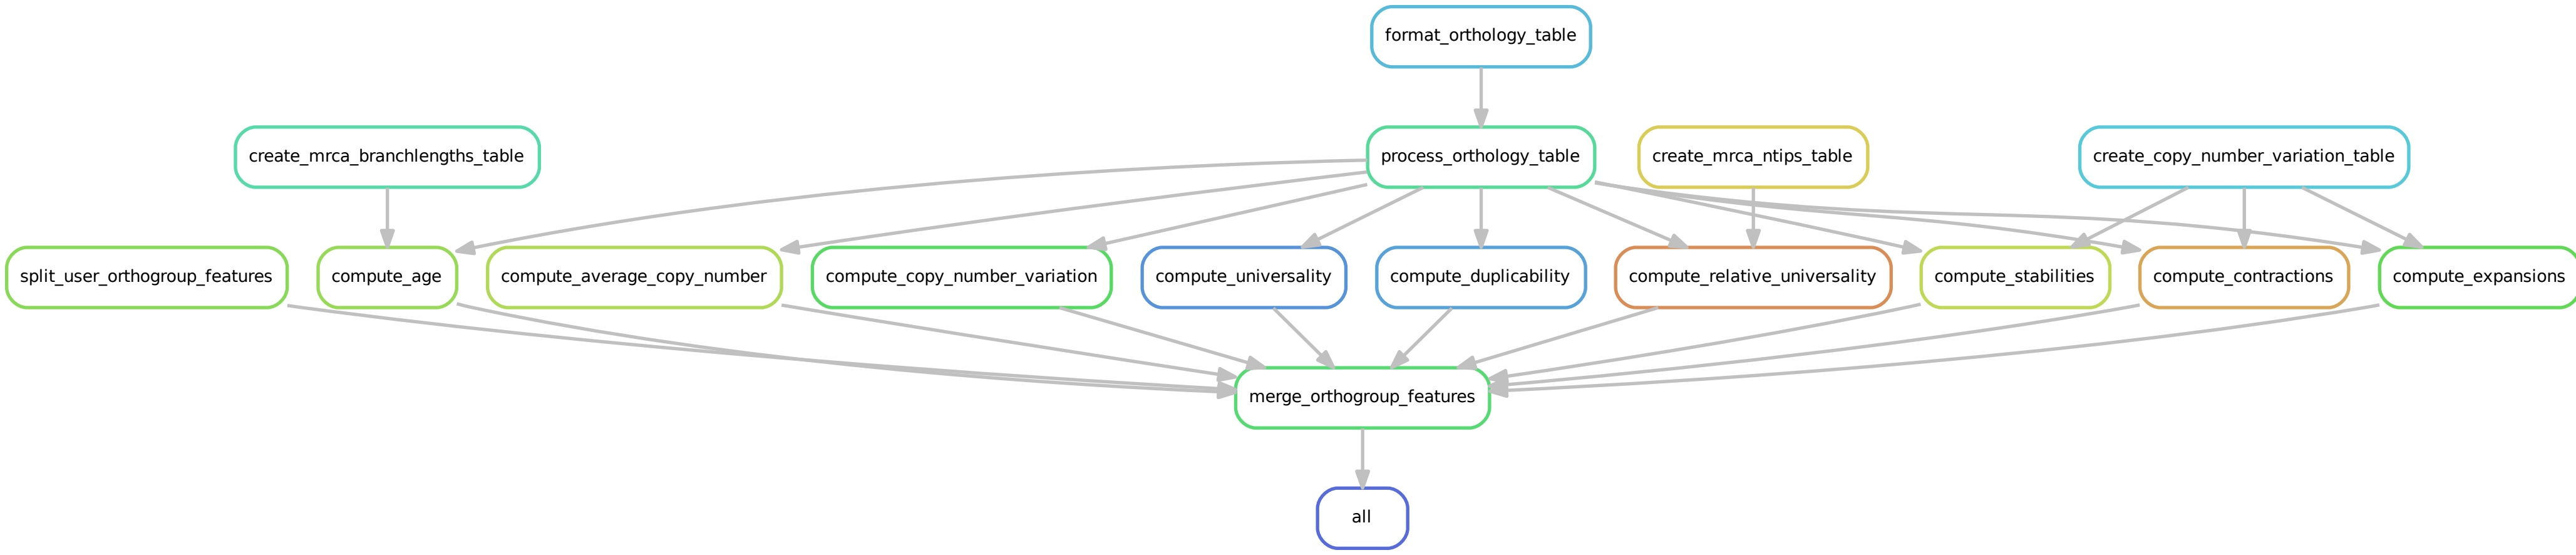 format_orthology_table
create_mrca_branchlengths_table
process_orthology_table
create_mrca_ntips_table
create_copy_number_variation_table
split_user_orthogroup_features
compute_age
compute_average_copy_number
compute_copy_number_variation
compute_universality
compute_duplicability
compute_relative_universality
compute_stabilities
compute_contractions
compute_expansions
merge_orthogroup_features
all